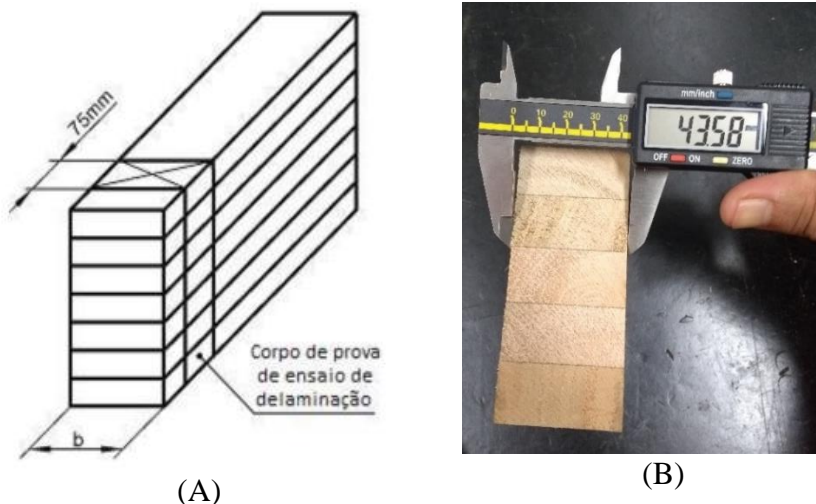 75mm
Corpo de prova
de ensaio de
delaminação
b
(A)
mm/inch
0 10 20 30 40
43.58 mm
OFF ON ZERO
(B)